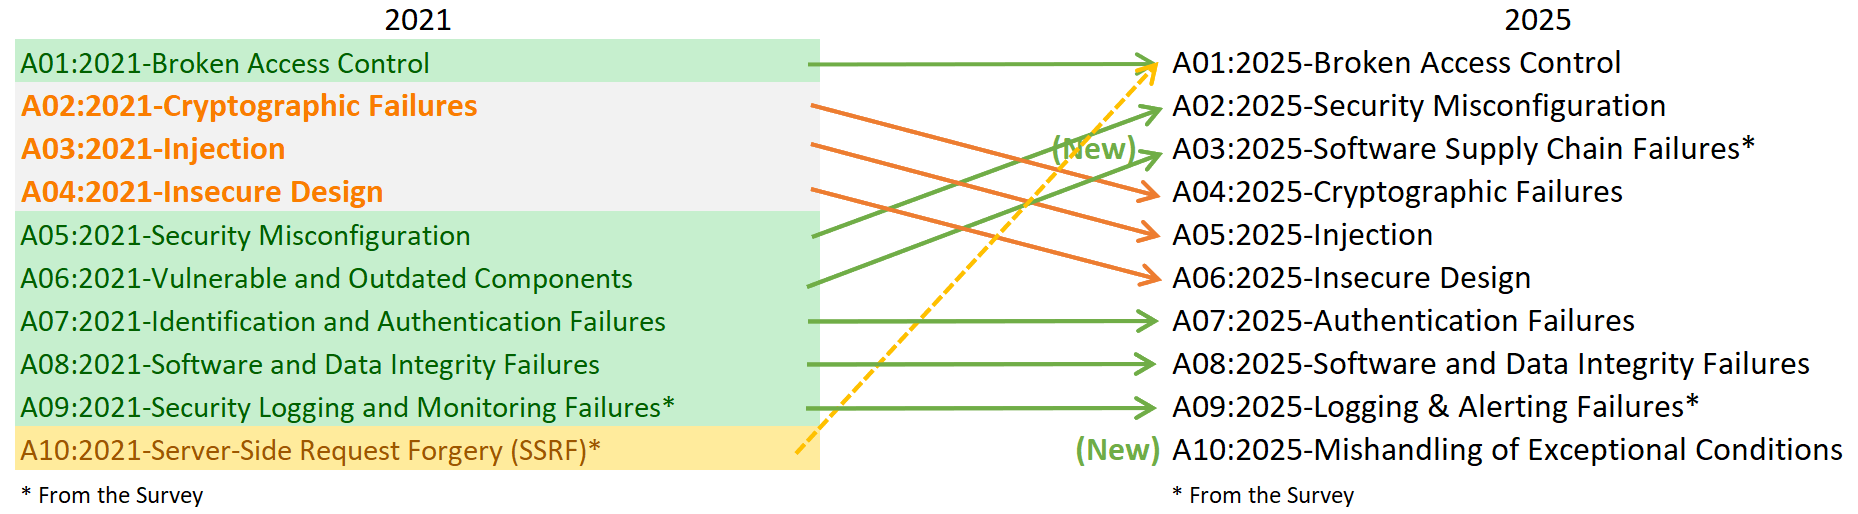 2021
2025
A01:2021-Broken Access Control
A02:2021-Cryptographic Failures
A03:2021-Injection
A04:2021-Insecure Design
A05:2021-Security Misconfiguration
A06:2021-Vulnerable and Outdated Components
A07:2021-Identification and Authentication Failures
A08:2021-Software and Data Integrity Failures
A09:2021-Security Logging and Monitoring Failures*
A10:2021-Server-Side Request Forgery (SSRF)*
* From the Survey
A01:2025-Broken Access Control
A02:2025-Security Misconfiguration
(New) A03:2025-Software Supply Chain Failures*
A04:2025-Cryptographic Failures
A05:2025-Injection
A06:2025-Insecure Design
A07:2025-Authentication Failures
A08:2025-Software and Data Integrity Failures
A09:2025-Logging & Alerting Failures*
(New) A10:2025-Mishandling of Exceptional Conditions
* From the Survey